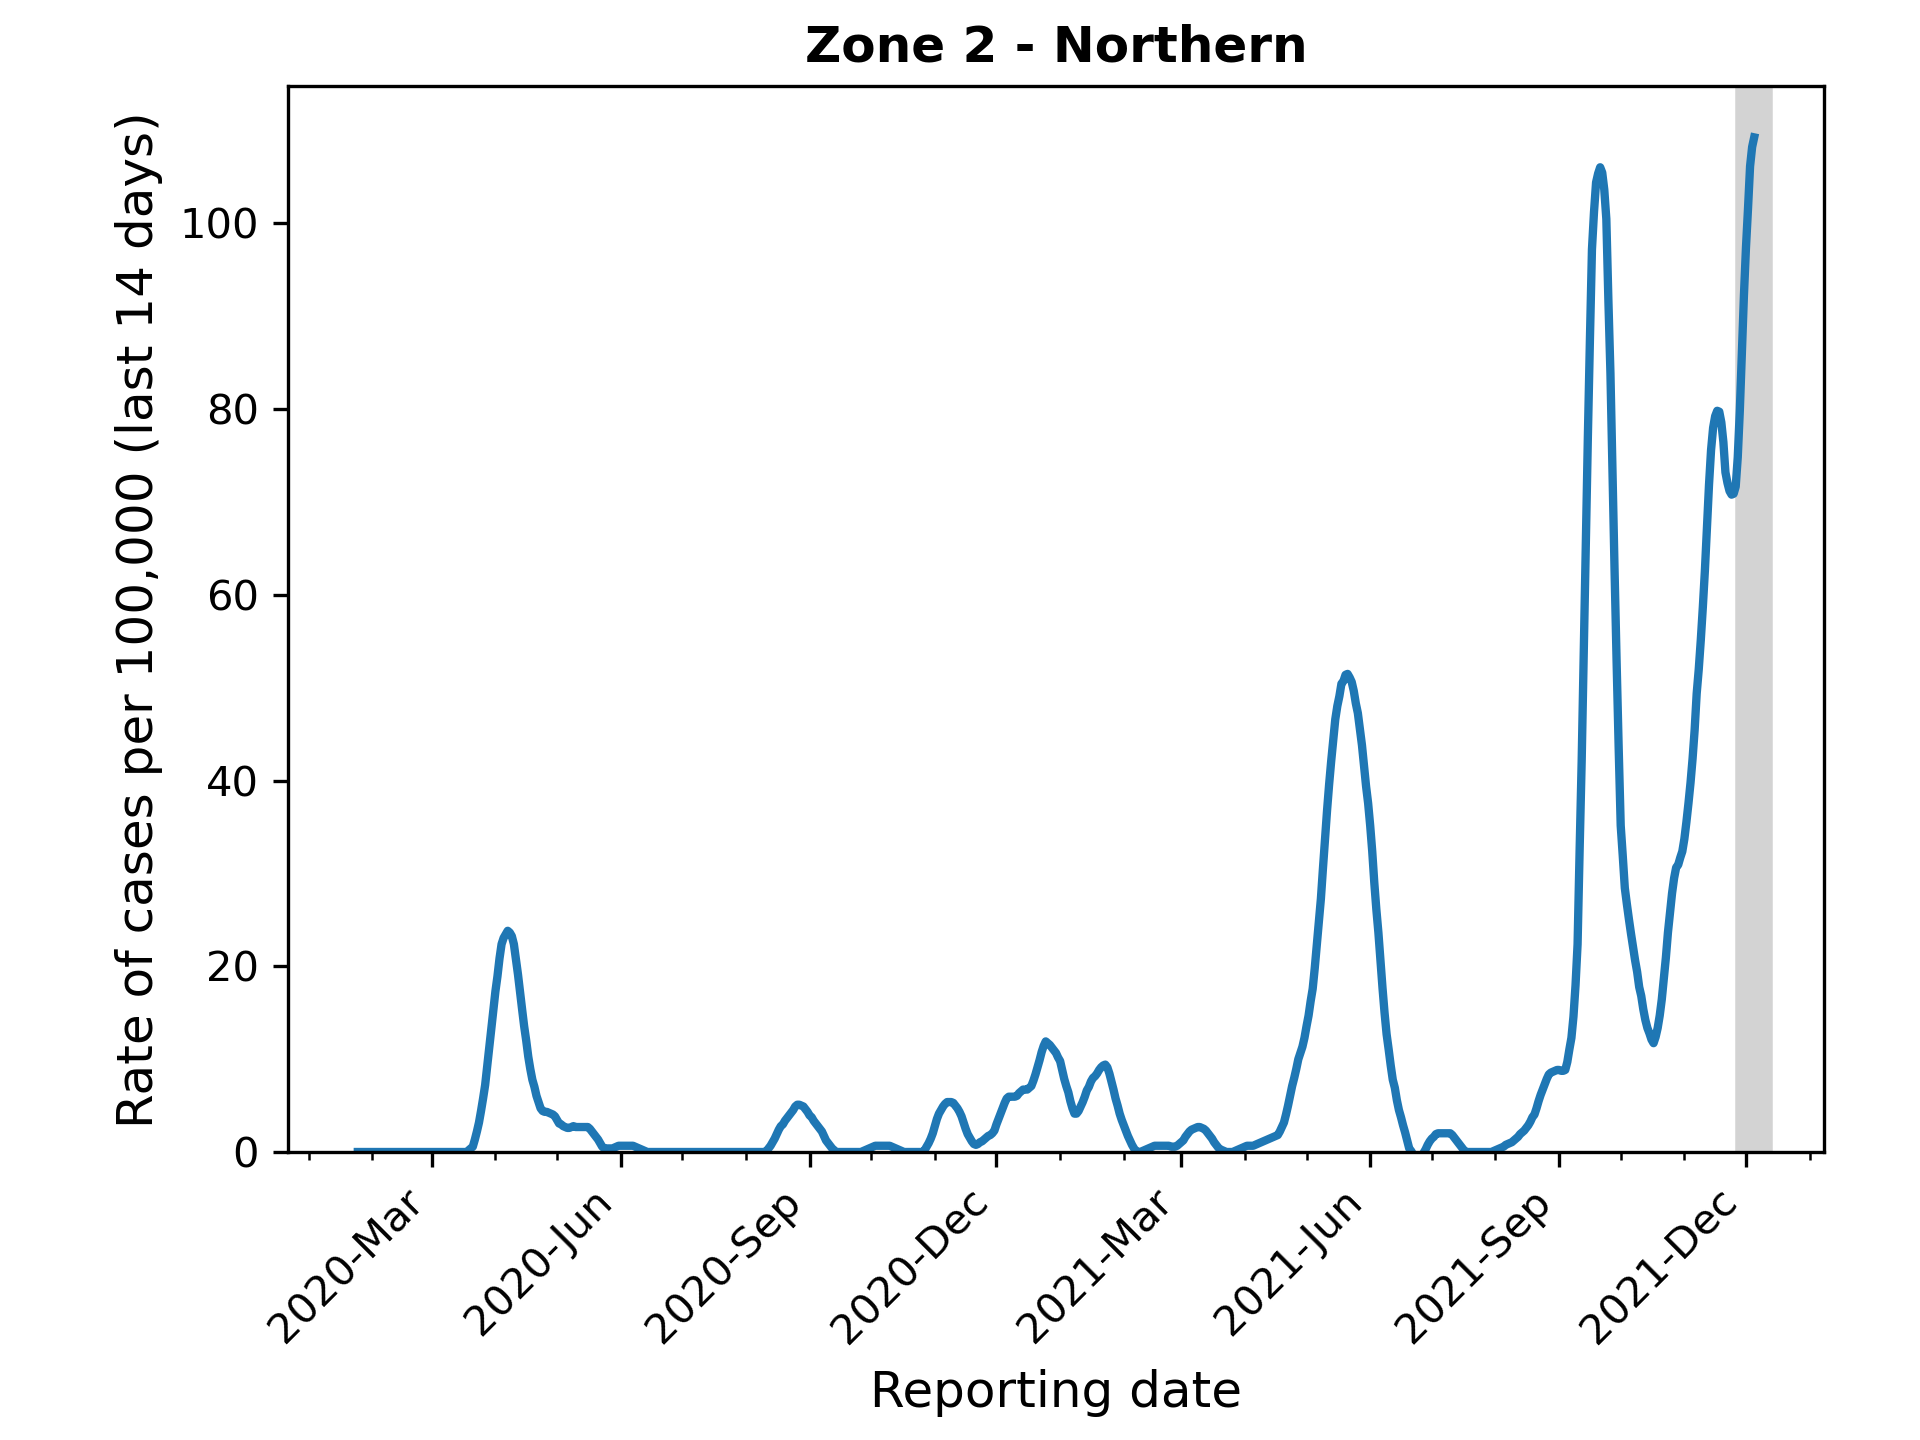 Zone 2 - Northern
Rate of cases per 100,000 (last 14 days)
100
80
60
40
20
0
2020-Mar
2020-Jun
2020-Sep
2020-Dec
2021-Mar
2021-Jun
2021-Sep
2021-Dec
Reporting date